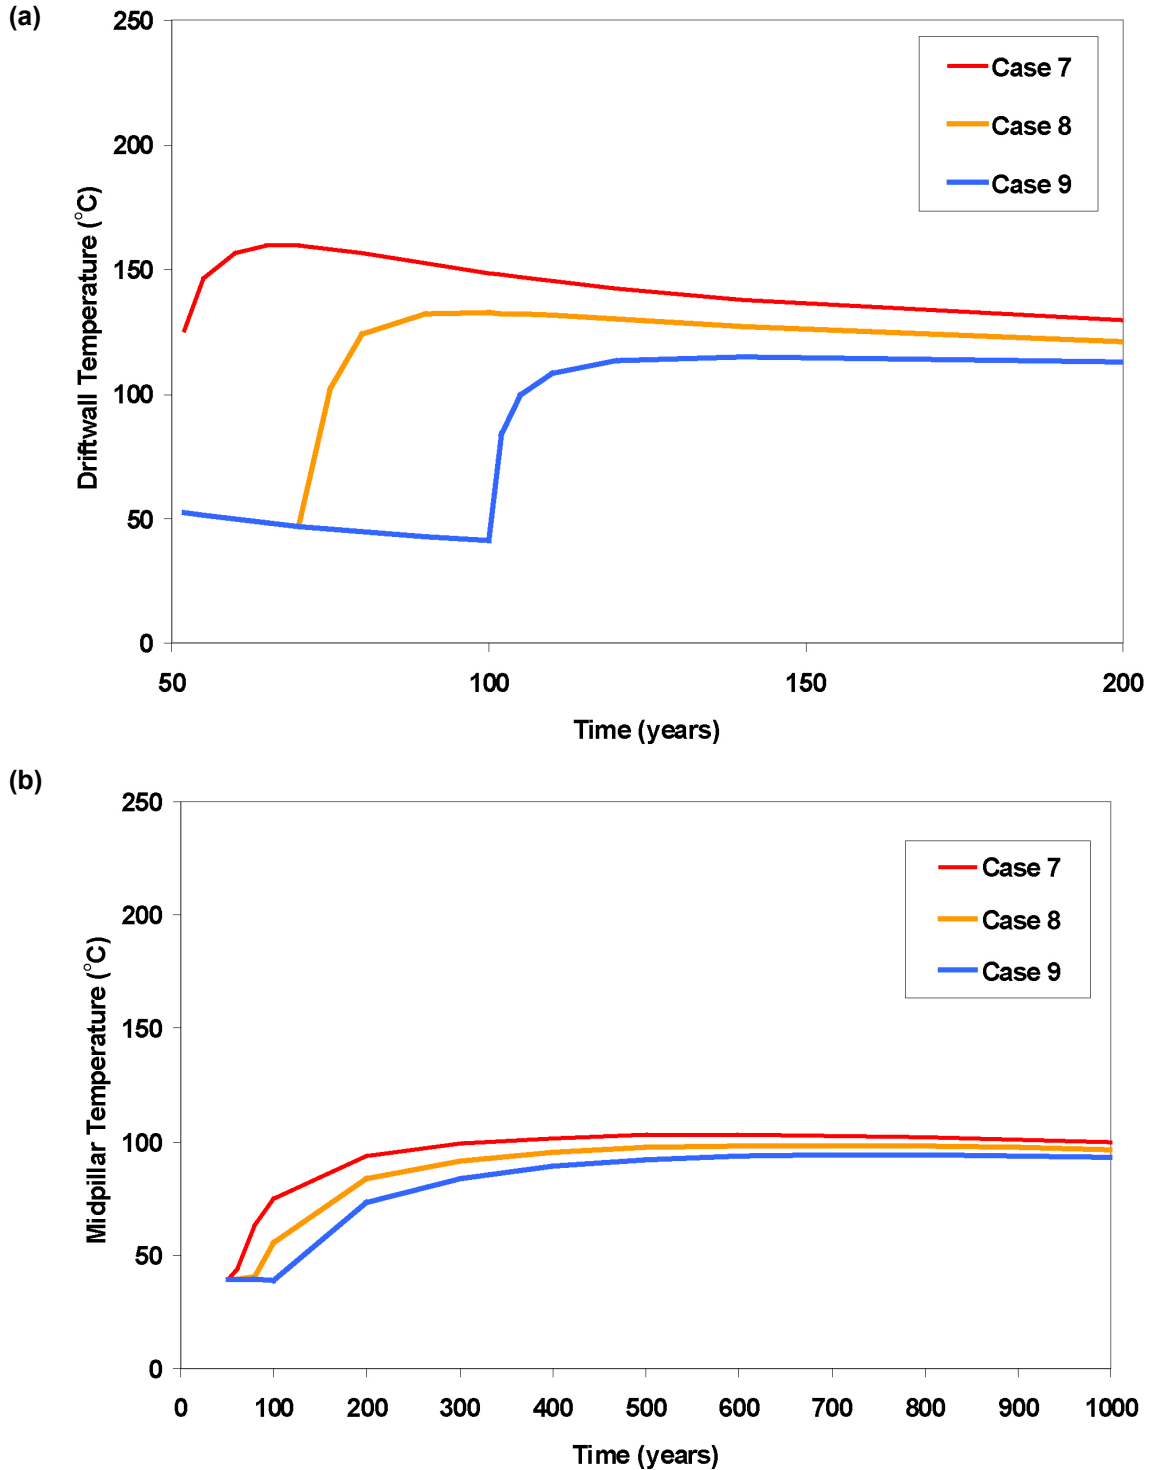 (a)
250
200
150
100
50
0
Driftwall Temperature (°C)
Case 7
Case 8
Case 9
50 100 150 200
Time (years)
(b)
250
200
150
100
50
0
Midpillar Temperature (°C)
Case 7
Case 8
Case 9
0 100 200 300 400 500 600 700 800 900 1000
Time (years)